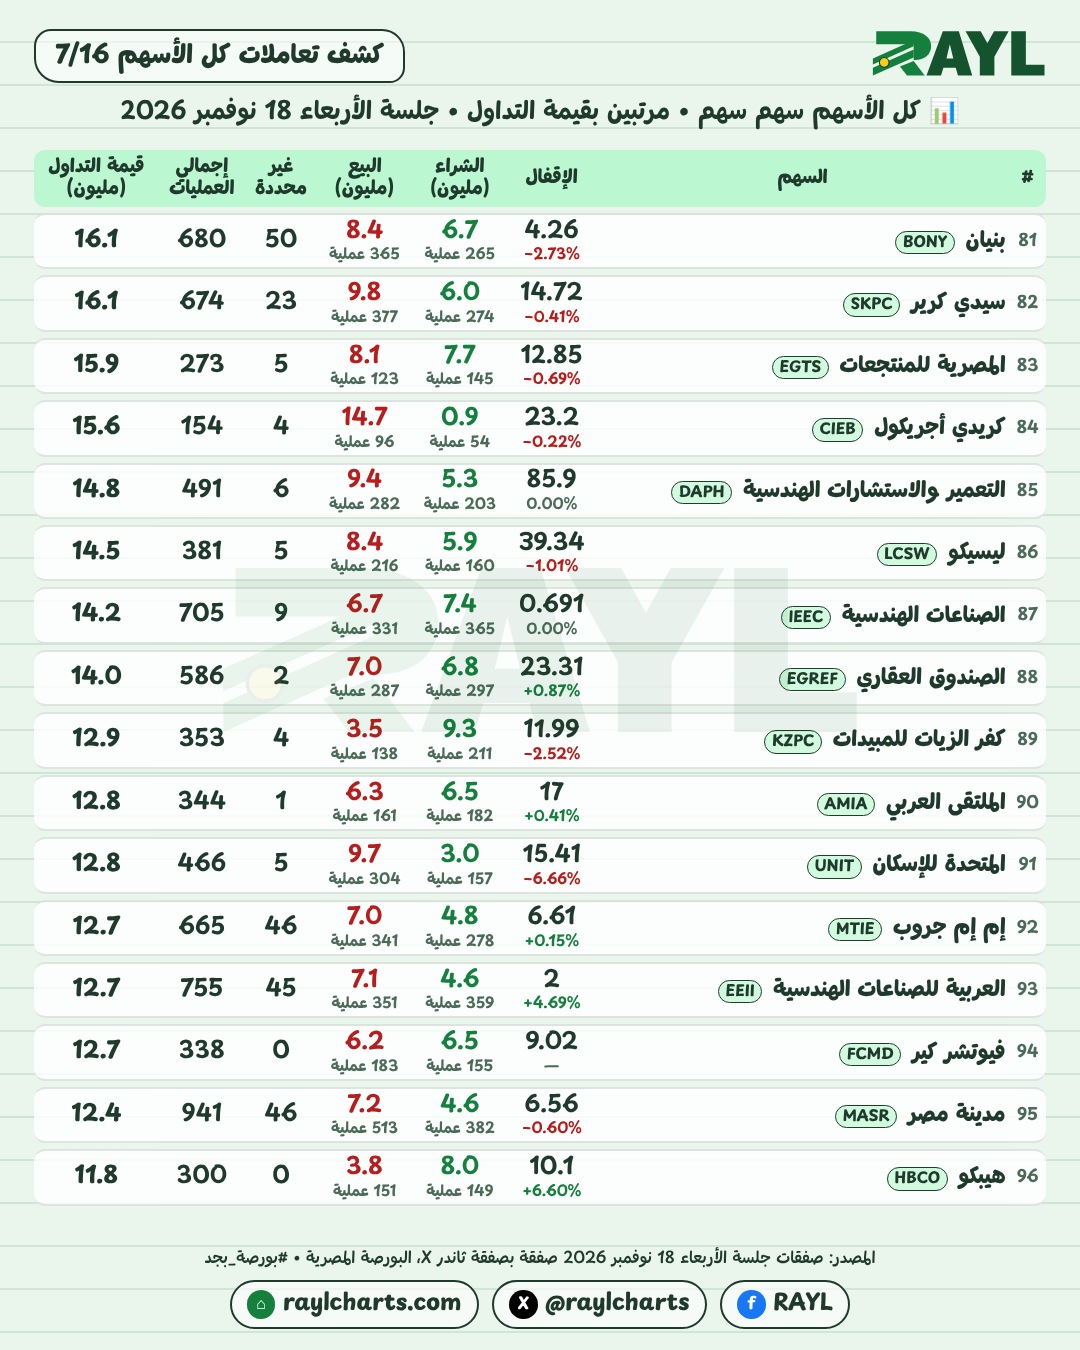 RAYL
كشف تعاملات كل الأسهم 7/16
📊 كل الأسهم سهم سهم • مرتبين بقيمة التداول • جلسة الأربعاء 18 نوفمبر 2026
# السهم الإقفال الشراء (مليون) البيع (مليون) غير محددة إجمالي العمليات قيمة التداول (مليون)
81 بنيان BONY 4.26 6.7 8.4 50 680 16.1
-2.73% 265 عملية 365 عملية
82 سيدي كرير SKPC 14.72 6.0 9.8 23 674 16.1
-0.41% 274 عملية 377 عملية
83 المصرية للمنتجعات EGTS 12.85 7.7 8.1 5 273 15.9
-0.69% 145 عملية 123 عملية
84 كريدي أجريكول CIEB 23.2 0.9 14.7 4 154 15.6
-0.22% 54 عملية 96 عملية
85 التعمير والاستشارات الهندسية DAPH 85.9 5.3 9.4 6 491 14.8
0.00% 203 عملية 282 عملية
86 ليسيكو LCSW 39.34 5.9 8.4 5 381 14.5
-1.01% 160 عملية 216 عملية
87 الصناعات الهندسية IEEC 0.691 7.4 6.7 9 705 14.2
0.00% 365 عملية 331 عملية
88 الصندوق العقاري EGREF 23.31 6.8 7.0 2 586 14.0
+0.87% 297 عملية 287 عملية
89 كفر الزيات للمبيدات KZPC 11.99 9.3 3.5 4 353 12.9
-2.52% 211 عملية 138 عملية
90 الملتقى العربي AMIA 17 6.5 6.3 1 344 12.8
+0.41% 182 عملية 161 عملية
91 المتحدة للإسكان UNIT 15.41 3.0 9.7 5 466 12.8
-6.66% 157 عملية 304 عملية
92 إم إم جروب MTIE 6.61 4.8 7.0 46 665 12.7
+0.15% 278 عملية 341 عملية
93 العربية للصناعات الهندسية EEII 2 4.6 7.1 45 755 12.7
+4.69% 359 عملية 351 عملية
94 فيوتشر كير FCMD 9.02 6.5 6.2 0 338 12.7
— 155 عملية 183 عملية
95 مدينة مصر MASR 6.56 4.6 7.2 46 941 12.4
-0.60% 382 عملية 513 عملية
96 هيبكو HBCO 10.1 8.0 3.8 0 300 11.8
+6.60% 149 عملية 151 عملية
المصدر: صفقات جلسة الأربعاء 18 نوفمبر 2026 صفقة بصفقة ثاندر X، البورصة المصرية • #بورصة_بجد
raylcharts.com @raylcharts RAYL